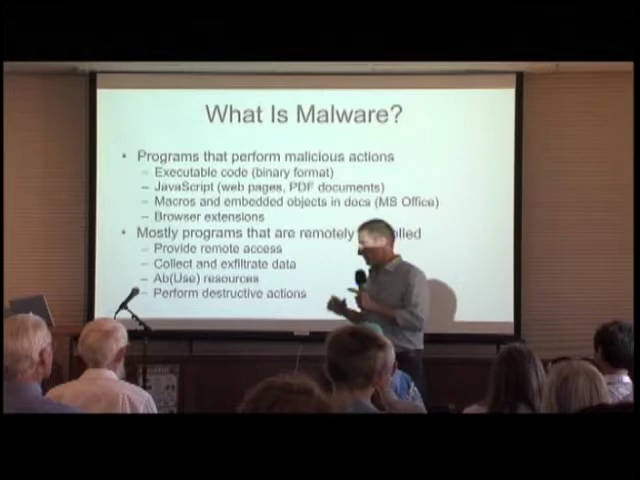 What Is Malware?
• Programs that perform malicious actions
– Executable code (binary format)
– JavaScript (web pages, PDF documents)
– Macros and embedded objects in docs (MS Office)
– Browser extensions
• Mostly programs that are remotely lled
– Provide remote access
– Collect and exfiltrate data
– Ab(Use) resources
– Perform destructive actions